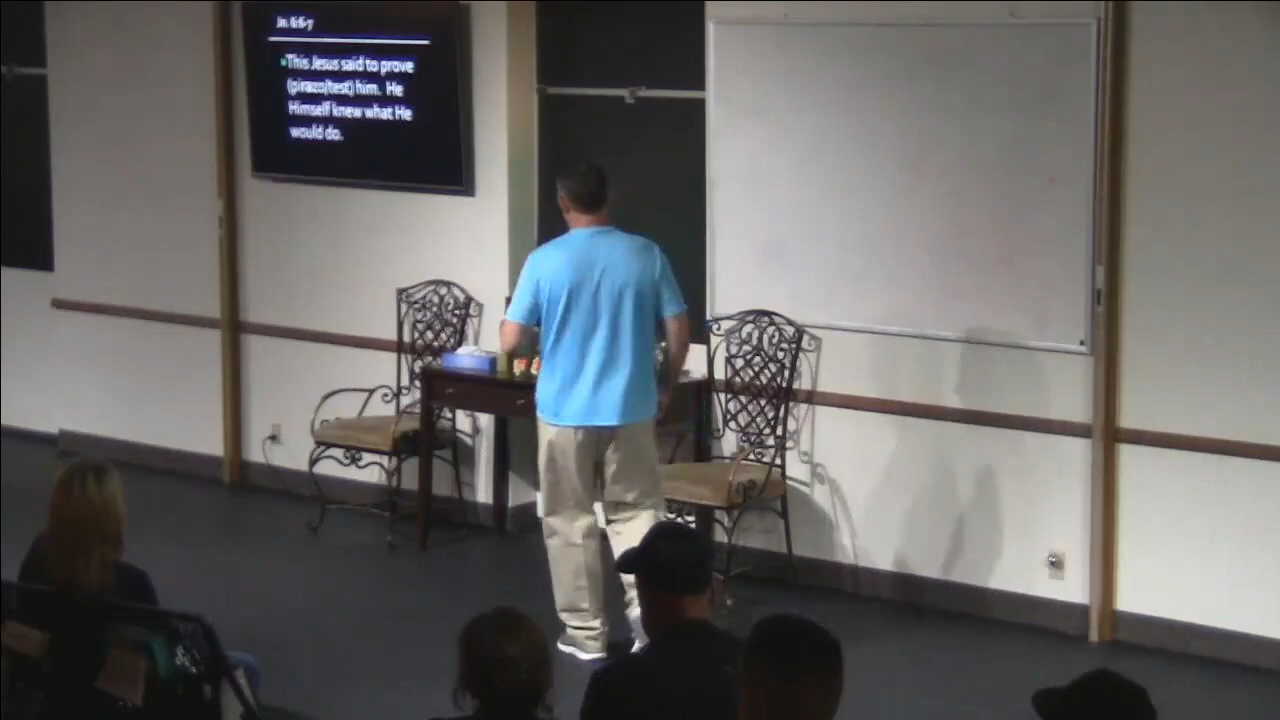 Jn. 6:6-7
This Jesus said to prove
(pirazo/test) him. He
Himself knew what He
would do.